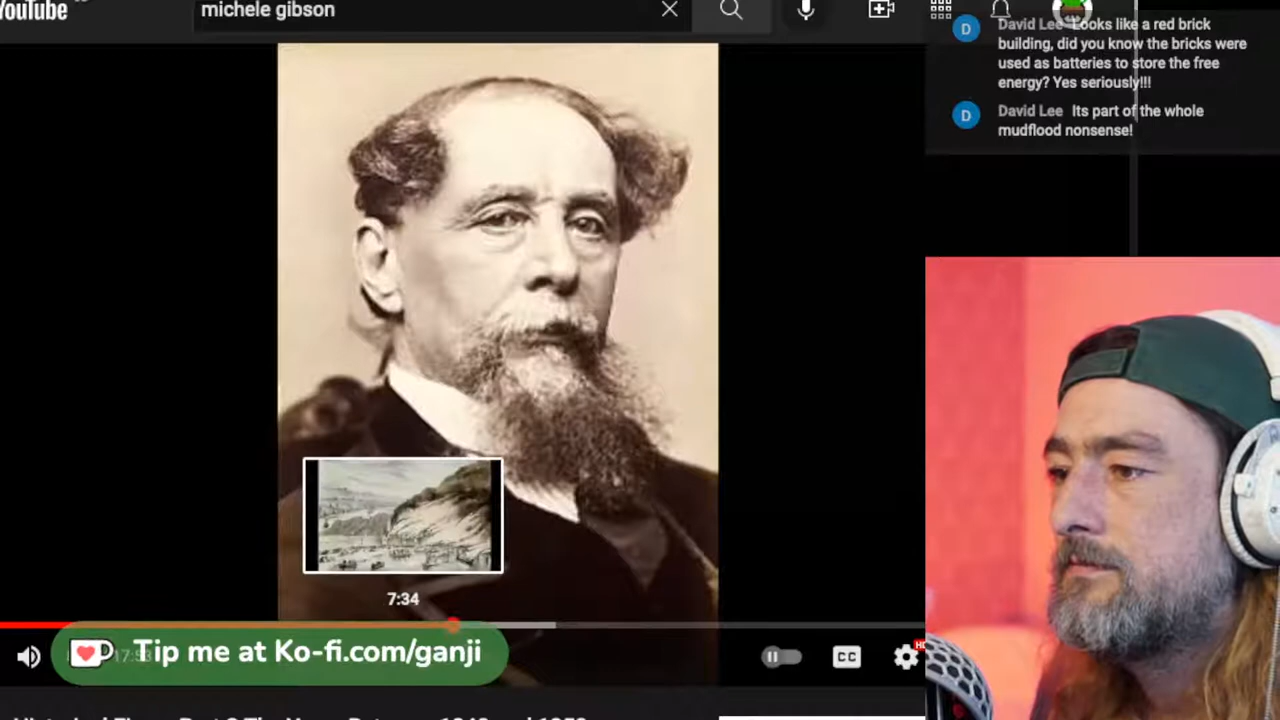 YouTube
michele gibson
David Lee Looks like a red brick
building, did you know the bricks were
used as batteries to store the free
energy? Yes seriously!!!
David Lee Its part of the whole
mudflood nonsense!
7:34
Tip me at Ko-fi.com/ganji
CC
HD